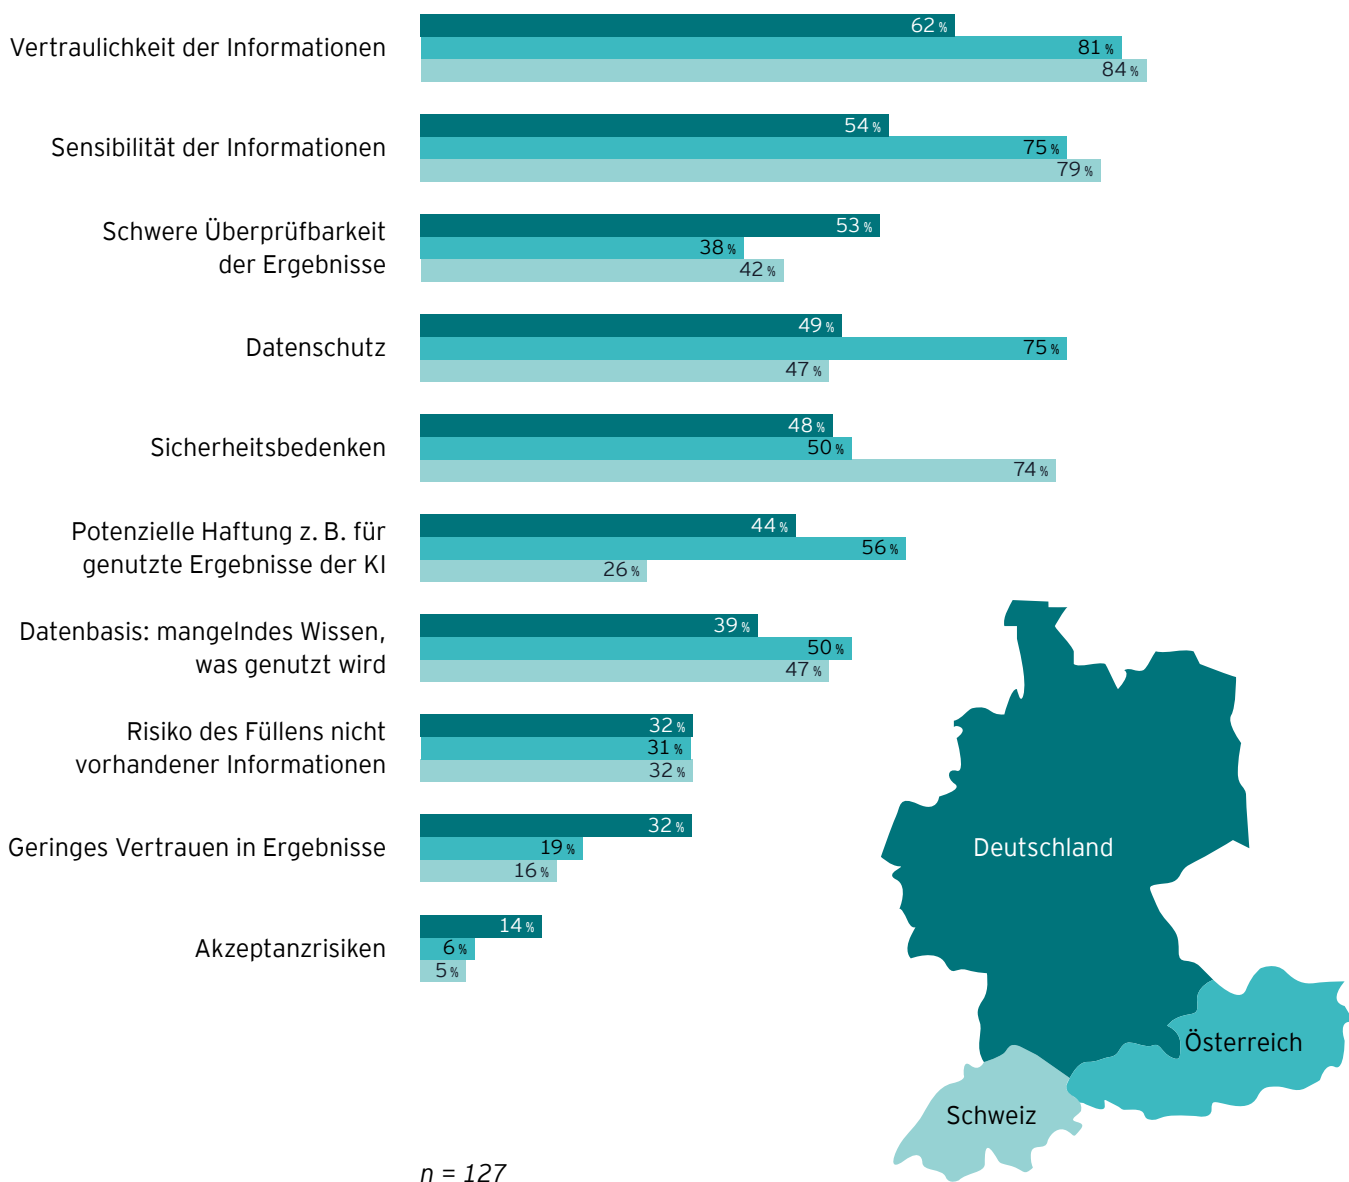 62 %
Vertraulichkeit der Informationen
81 %
84 %
54 %
Sensibilität der Informationen
75 %
79 %
53 %
Schwere Überprüfbarkeit
der Ergebnisse
38 %
42 %
49 %
Datenschutz
75 %
47 %
48 %
Sicherheitsbedenken
50 %
74 %
44 %
Potenzielle Haftung z. B. für
genutzte Ergebnisse der KI
56 %
26 %
39 %
Datenbasis: mangelndes Wissen,
was genutzt wird
50 %
47 %
32 %
Risiko des Füllens nicht
vorhandener Informationen
31 %
32 %
32 %
Geringes Vertrauen in Ergebnisse
19 %
16 %
14 %
Akzeptanzrisiken
6 %
5 %
Deutschland
Österreich
Schweiz
n = 127